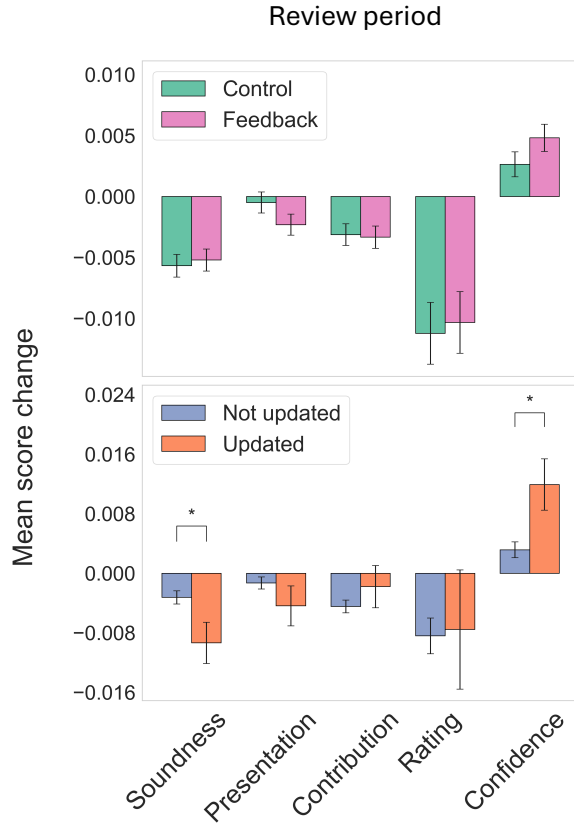 Review period
0.010
0.005
0.000
−0.005
−0.010
Control
Feedback
Mean score change
0.024
0.016
0.008
0.000
−0.008
−0.016
Not updated
Updated
*
*
Soundness
Presentation
Contribution
Rating
Confidence